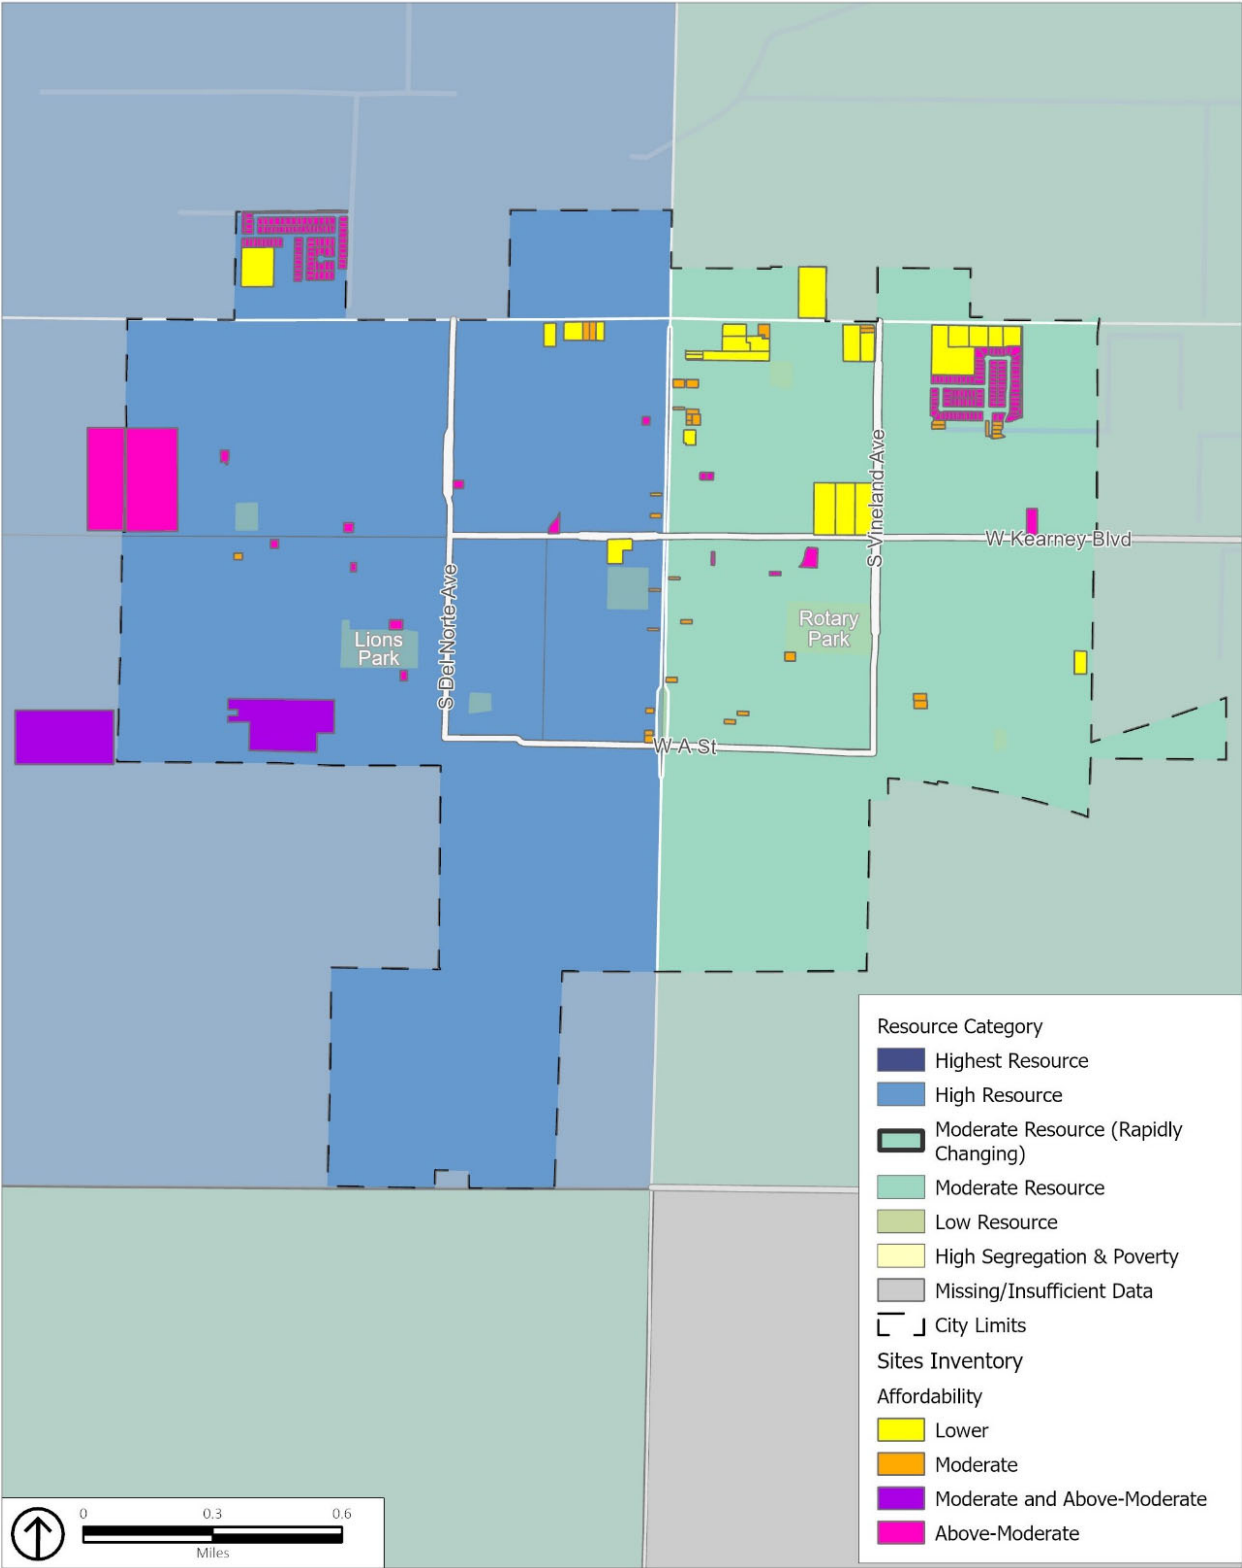 S Vineland Ave
W Kearney Blvd
S Del Norte Ave
Lions
Park
Rotary
Park
W A St
Resource Category
Highest Resource
High Resource
Moderate Resource (Rapidly
Changing)
Moderate Resource
Low Resource
High Segregation & Poverty
Missing/Insufficient Data
City Limits
Sites Inventory
Affordability
Lower
Moderate
Moderate and Above-Moderate
Above-Moderate
0 0.3 0.6
Miles